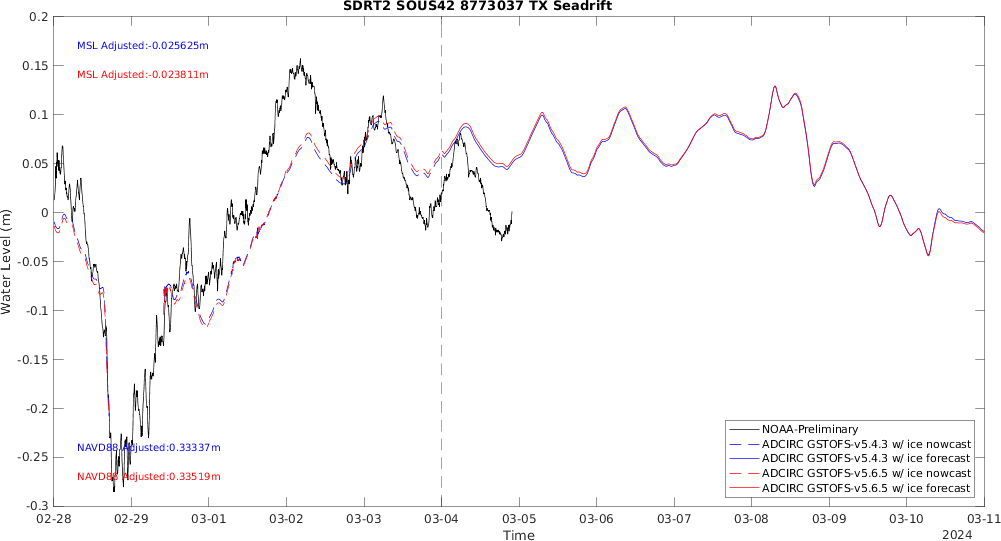 SDRT2 SOUS42 8773037 TX Seadrift
Water Level (m)
0.2
0.15
0.1
0.05
0
-0.05
-0.1
-0.15
-0.2
-0.25
-0.3
MSL Adjusted:-0.025625m
MSL Adjusted:-0.023811m
NAVD88 Adjusted:0.33337m
NAVD88 Adjusted:0.33519m
NOAA-Preliminary
ADCIRC GSTOFS-v5.4.3 w/ ice nowcast
ADCIRC GSTOFS-v5.4.3 w/ ice forecast
ADCIRC GSTOFS-v5.6.5 w/ ice nowcast
ADCIRC GSTOFS-v5.6.5 w/ ice forecast
02-28 02-29 03-01 03-02 03-03 03-04 03-05 03-06 03-07 03-08 03-09 03-10 03-11
Time
2024